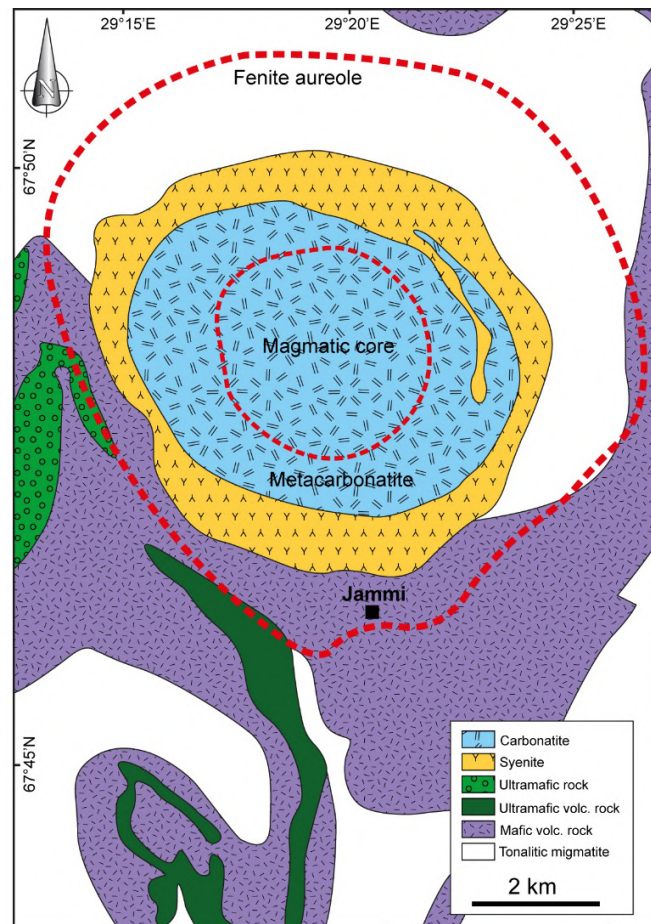 29°15'E
29°20'E
29°25'E
N
Fenite aureole
67°50'N
Magmatic core
Metacarbonatite
Jammi
67°45'N
Carbonatite
Syenite
Ultramafic rock
Ultramafic volc. rock
Mafic volc. rock
Tonalitic migmatite
2 km